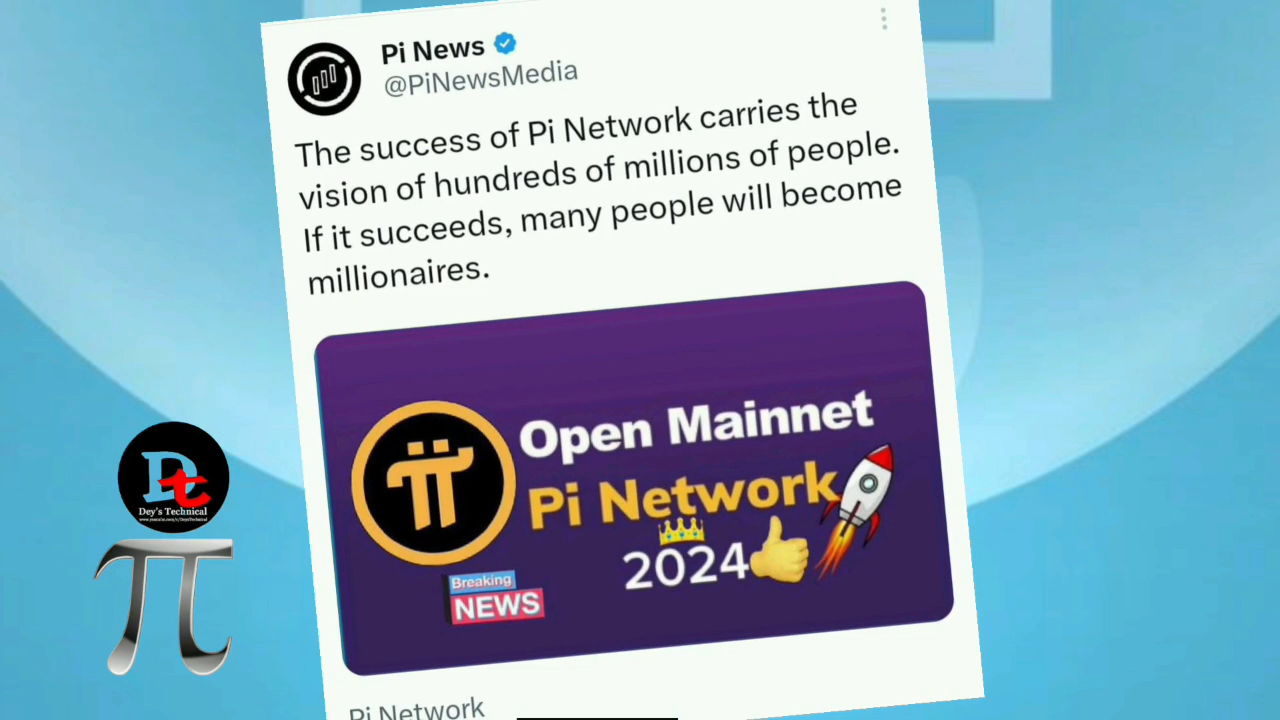 Pi News
@PiNewsMedia
The success of Pi Network carries the
vision of hundreds of millions of people.
If it succeeds, many people will become
millionaires.
Open Mainnet
Pi Network
2024
Breaking
NEWS
Dey's Technical
Pi Network